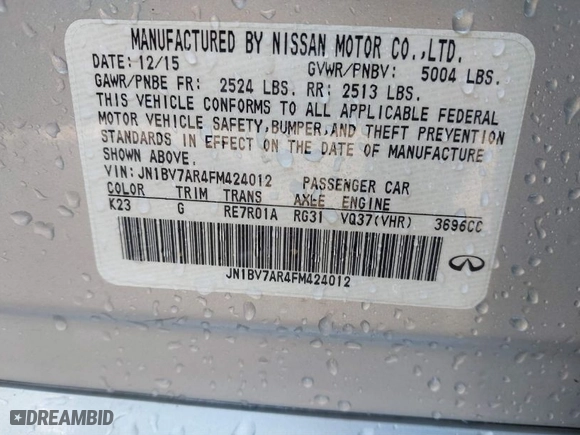 MANUFACTURED BY NISSAN MOTOR CO.,LTD.
DATE: 12/15 GVWR/PNBV: 5004 LBS.
GAWR/PNBE FR: 2524 LBS. RR: 2513 LBS.
THIS VEHICLE CONFORMS TO ALL APPLICABLE FEDERAL
MOTOR VEHICLE SAFETY,BUMPER,AND THEFT PREVENTION
STANDARDS IN EFFECT ON THE DATE OF MANUFACTURE
SHOWN ABOVE.
VIN: JN1BV7AR4FM424012 PASSENGER CAR
COLOR TRIM TRANS AXLE ENGINE
K23 G RE7R01A RG31 VQ37(VHR) 3696CC
JN1BV7AR4FM424012
INFINITI
DREAMBID